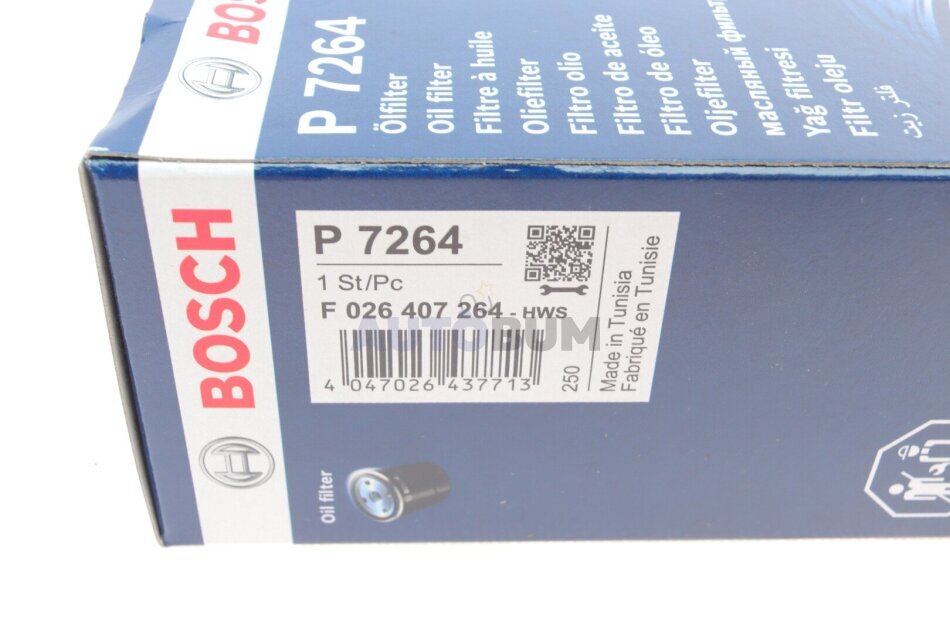 BOSCH
P 7264
Ölfilter
Oil filter
Filtre à huile
Oliefilter
Filtro olio
Filtro de aceite
Filtro de óleo
Oljefilter
масляный фильт
Yağ filtresi
Filtr oleju
فلتر زيت
BOSCH
P 7264
1 St/Pc
F 026 407 264 - HWS
AUTOBUM
4 047026 437713
250
Made in Tunisia
Fabriqué en Tunisie
Oil filter